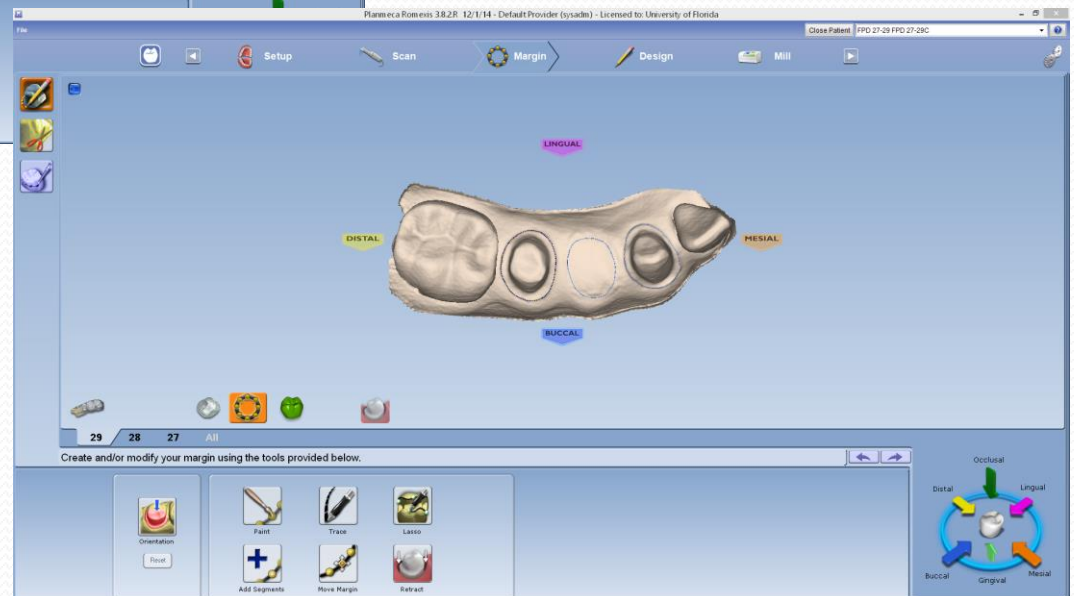 Planmeca Romexis 3.8.2.R 12/1/14 - Default Provider (sysadm) - Licensed to: University of Florida
File
Close Patient FPD 27-29 FPD 27-29C
Setup
Scan
Margin
Design
Mill
LINGUAL
DISTAL
MESIAL
BUCCAL
29 28 27 All
Create and/or modify your margin using the tools provided below.
Orientation
Reset
Paint
Trace
Lasso
Add Segments
Move Margin
Retract
Occlusal
Distal
Lingual
Buccal
Gingival
Mesial